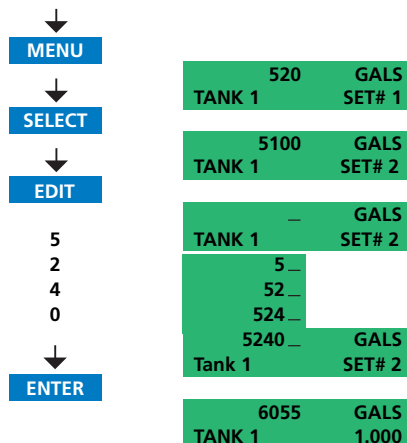 MENU
520 GALS
TANK 1 SET# 1
SELECT
5100 GALS
TANK 1 SET# 2
EDIT
_ GALS
5 TANK 1 SET# 2
2 5_
4 52_
0 524_
5240_ GALS
Tank 1 SET# 2
ENTER
6055 GALS
TANK 1 1.000